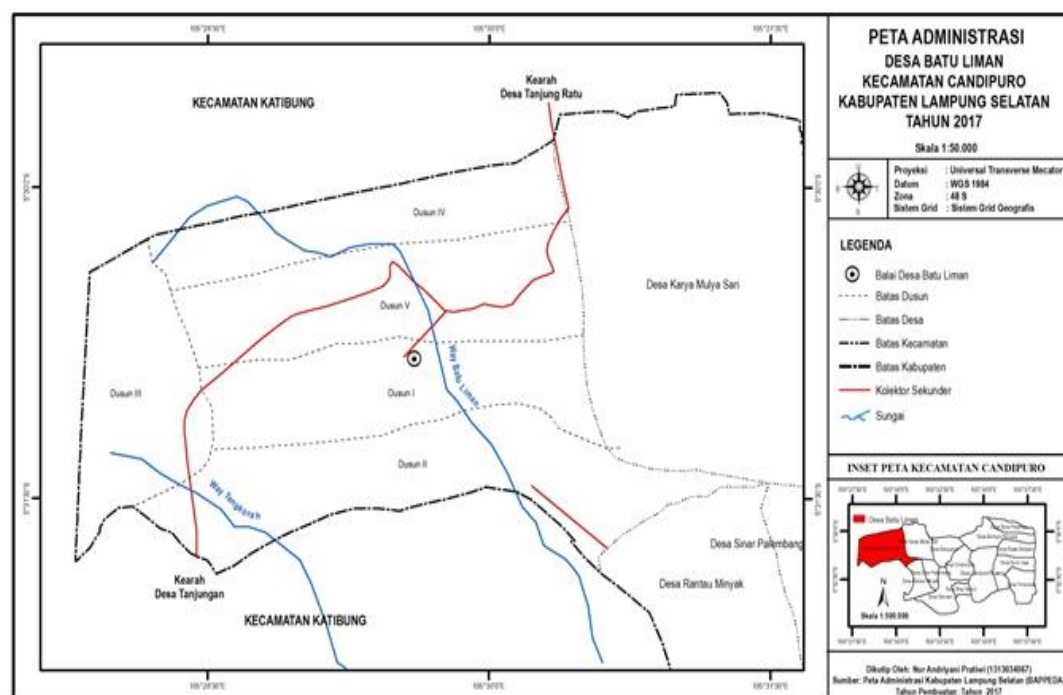 PETA ADMINISTRASI
DESA BATU LIMAN
KECAMATAN CANDIPURO
KABUPATEN LAMPUNG SELATAN
TAHUN 2017
Skala 1:50.000
Proyeksi : Universal Transverse Mecator
Datum : WGS 1984
Zona : 48 S
Sistem Grid : Sistem Grid Geografis
LEGENDA
Balai Desa Batu Liman
Batas Dusun
Batas Desa
Batas Kecamatan
Batas Kabupaten
Kolektor Sekunder
Sungai
INSET PETA KECAMATAN CANDIPURO
Desa Batu Liman
N
Skala 1:500.000
Dikutip Oleh: Nur Andriyani Pratiwi (1313034067)
Sumber: Peta Administrasi Kabupaten Lampung Selatan (BAPPEDA
Tahun Pembuatan: Tahun 2017
KECAMATAN KATIBUNG
Kearah
Desa Tanjung Ratu
Dusun IV
Desa Karya Mulya Sari
Dusun V
Dusun III
Dusun I
Way Batu Liman
Dusun II
Way Tengkorah
Desa Sinar Palembang
Desa Rantau Minyak
Kearah
Desa Tanjungan
KECAMATAN KATIBUNG